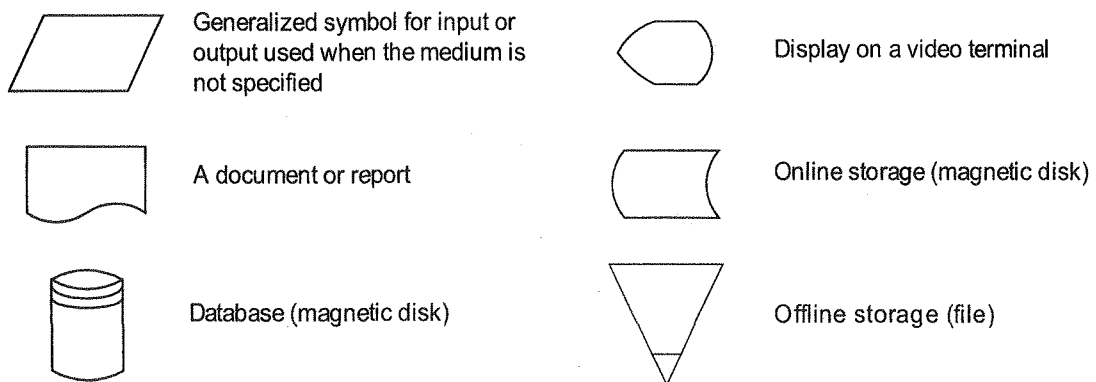 Generalized symbol for input or
output used when the medium is
not specified
Display on a video terminal
A document or report
Online storage (magnetic disk)
Database (magnetic disk)
Offline storage (file)